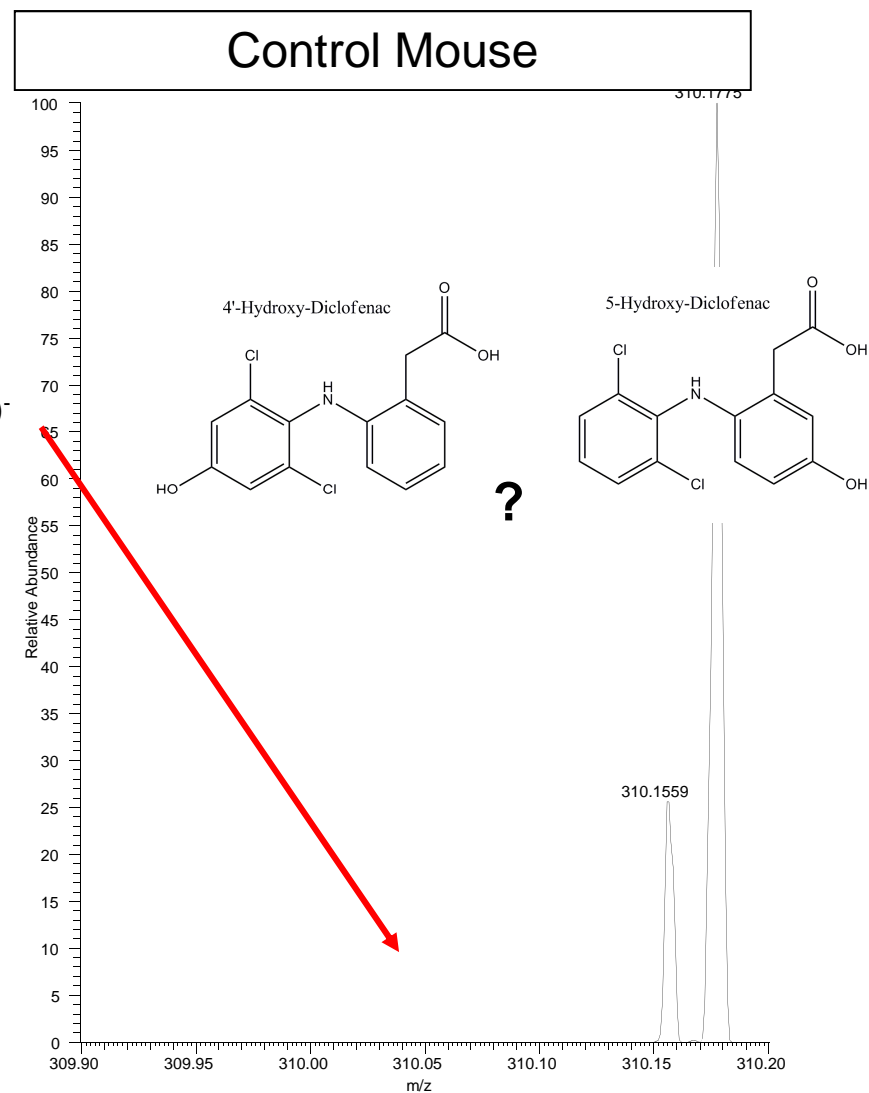 Control Mouse
310.1775
100
95
90
85
80
75
70
65
60
55
50
45
40
35
30
25
20
15
10
5
0
Relative Abundance
4'-Hydroxy-Diclofenac
O
OH
Cl
H
N
HO
Cl
?
5-Hydroxy-Diclofenac
O
OH
Cl
H
N
Cl
OH
310.1559
309.90 309.95 310.00 310.05 310.10 310.15 310.20
m/z